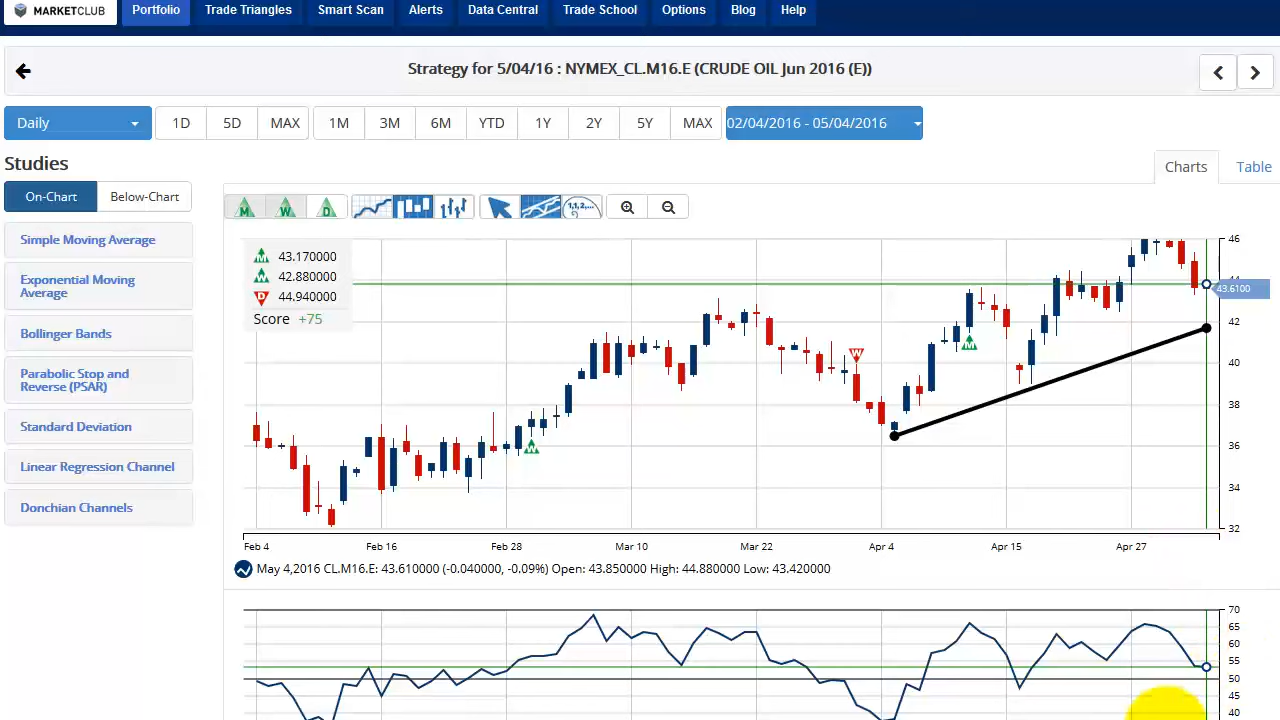 MARKETCLUB Portfolio Trade Triangles Smart Scan Alerts Data Central Trade School Options Blog Help
Strategy for 5/04/16 : NYMEX_CL.M16.E (CRUDE OIL Jun 2016 (E))
Daily 1D 5D MAX 1M 3M 6M YTD 1Y 2Y 5Y MAX 02/04/2016 - 05/04/2016
Studies
Charts Table
On-Chart Below-Chart
M W D
1,1,2,...
Simple Moving Average
Exponential Moving
Average
Bollinger Bands
Parabolic Stop and
Reverse (PSAR)
Standard Deviation
Linear Regression Channel
Donchian Channels
M 43.170000
W 42.880000
D 44.940000
Score +75
46
44
43.6100
42
40
38
36
34
32
W
M
W
Feb 4 Feb 16 Feb 28 Mar 10 Mar 22 Apr 4 Apr 15 Apr 27
May 4,2016 CL.M16.E: 43.610000 (-0.040000, -0.09%) Open: 43.850000 High: 44.880000 Low: 43.420000
70
65
60
55
50
45
40